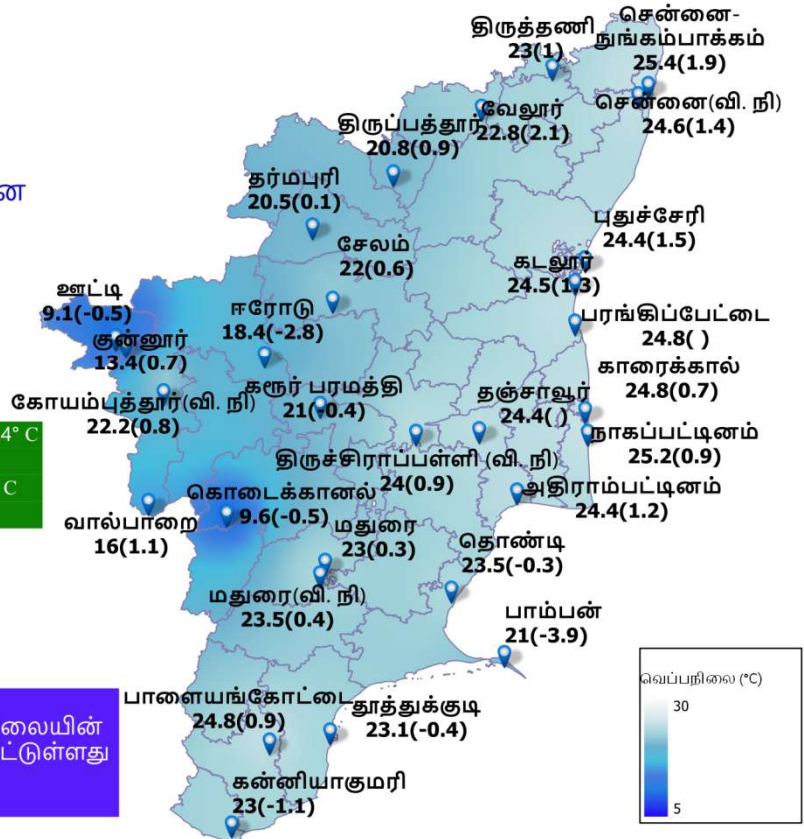 சென்னை-
நுங்கம்பாக்கம்
25.4(1.9)
திருத்தணி
23(1)
சென்னை(வி. நி)
24.6(1.4)
வேலூர்
22.8(2.1)
திருப்பத்தூர்
20.8(0.9)
ன
தர்மபுரி
20.5(0.1)
புதுச்சேரி
24.4(1.5)
சேலம்
22(0.6)
கடலூர்
24.5(1.3)
ஊட்டி
9.1(-0.5)
ஈரோடு
18.4(-2.8)
பரங்கிப்பேட்டை
24.8( )
குன்னூர்
13.4(0.7)
காரைக்கால்
24.8(0.7)
கரூர் பரமத்தி
21(-0.4)
தஞ்சாவூர்
24.4( )
கோயம்புத்தூர்(வி. நி)
22.2(0.8)
நாகப்பட்டினம்
25.2(0.9)
4° C
C
திருச்சிராப்பள்ளி (வி. நி)
24(0.9)
அதிராம்பட்டினம்
24.4(1.2)
கொடைக்கானல்
9.6(-0.5)
வால்பாறை
16(1.1)
மதுரை
23(0.3)
தொண்டி
23.5(-0.3)
மதுரை(வி. நி)
23.5(0.4)
பாம்பன்
21(-3.9)
வெப்பநிலை (°C)
30
5
பாளையங்கோட்டை
24.8(0.9)
தூத்துக்குடி
23.1(-0.4)
லையின்
ட்டுள்ளது
கன்னியாகுமரி
23(-1.1)